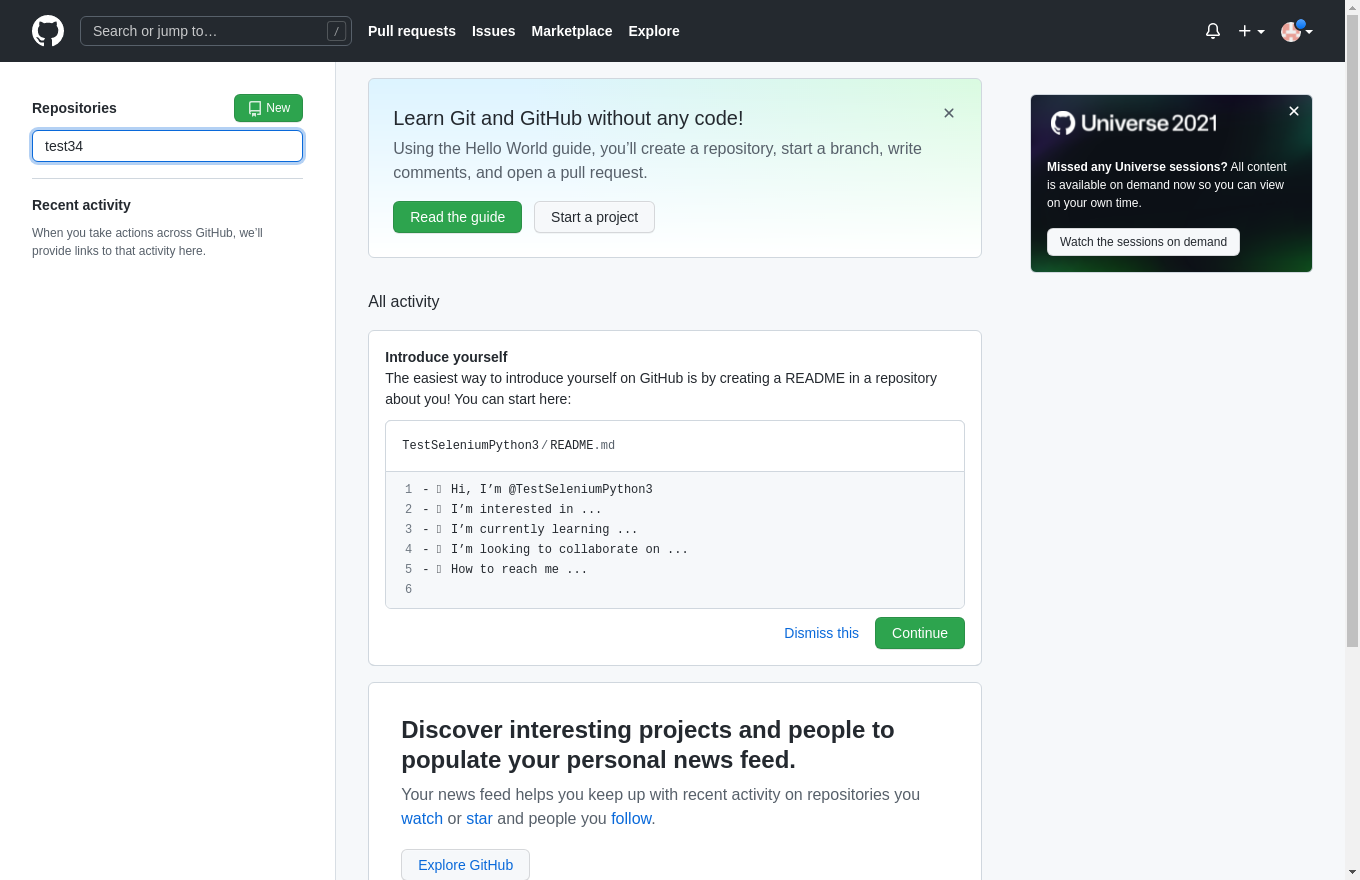 Search or jump to…
/
Pull requests
Issues
Marketplace
Explore
Repositories
New
test34
Recent activity
When you take actions across GitHub, we’ll
provide links to that activity here.
Learn Git and GitHub without any code!
Using the Hello World guide, you’ll create a repository, start a branch, write
comments, and open a pull request.
Read the guide
Start a project
All activity
Introduce yourself
The easiest way to introduce yourself on GitHub is by creating a README in a repository
about you! You can start here:
TestSeleniumPython3/README.md
1 - Hi, I’m @TestSeleniumPython3
2 - I’m interested in ...
3 - I’m currently learning ...
4 - I’m looking to collaborate on ...
5 - How to reach me ...
6
Dismiss this
Continue
Discover interesting projects and people to
populate your personal news feed.
Your news feed helps you keep up with recent activity on repositories you
watch or star and people you follow.
Explore GitHub
Universe 2021
Missed any Universe sessions? All content
is available on demand now so you can view
on your own time.
Watch the sessions on demand